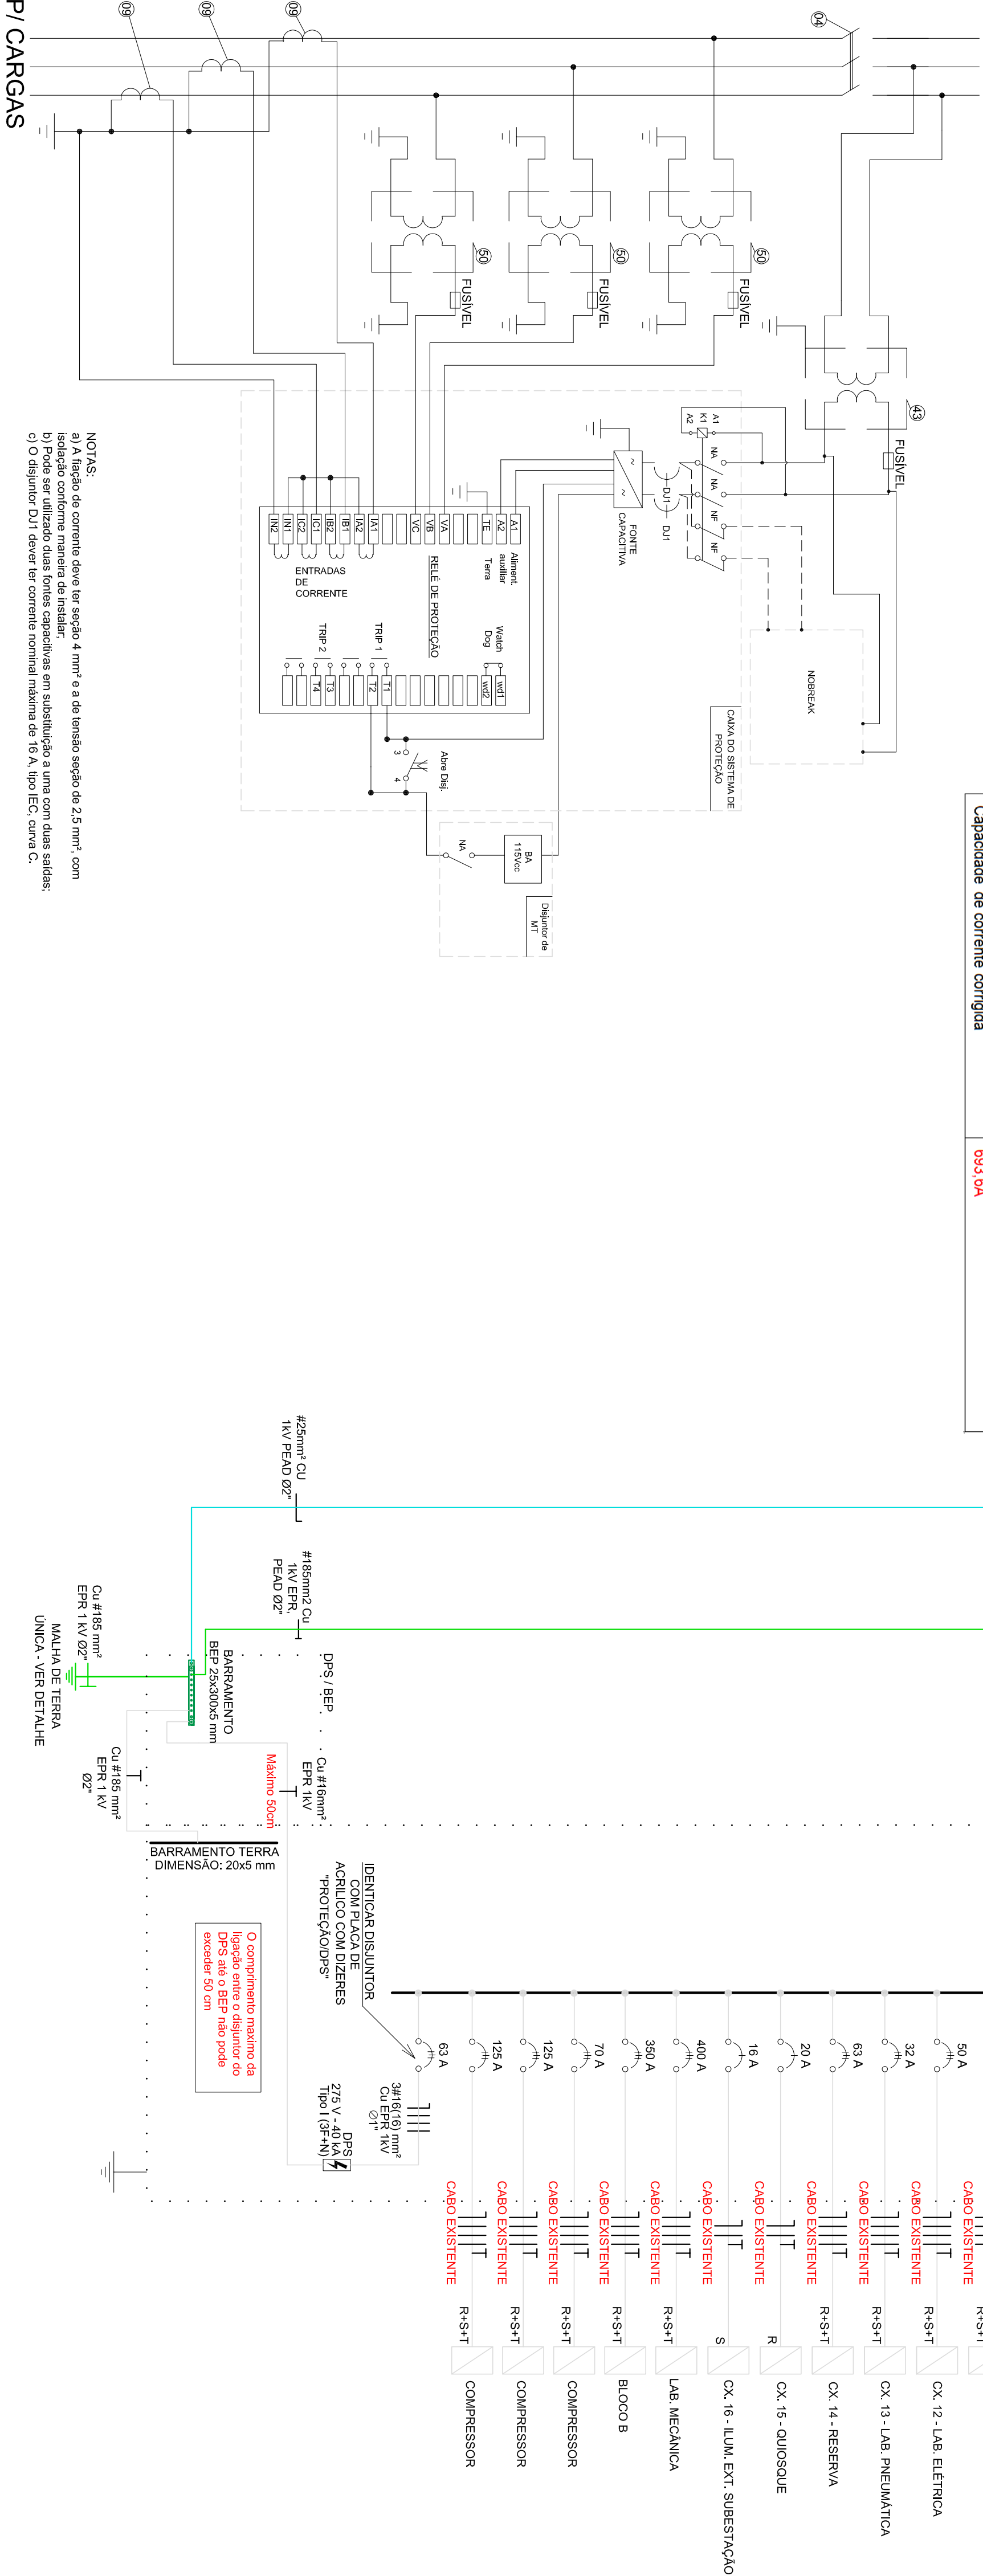 04
Capacidade de corrente corrigida
693,6A
43
FUSÍVEL
50
FUSÍVEL
50
FUSÍVEL
50
FUSÍVEL
09
09
09
P/ CARGAS
NOBREAK
CAIXA DO SISTEMA DE
PROTEÇÃO
A1
K1
A2
NA
NA
NF
NF
DJ1
DJ1
~
~
FONTE
CAPACITIVA
BA
115Vcc
NA
Disjuntor de
MT
Abre Disj.
3
4
A1
A2
TE
VA
VB
VC
IA1
IA2
IB1
IB2
IC1
IC2
IN1
IN2
Aliment.
auxiliar
Terra
Watch
Dog
wd1
wd2
RELÉ DE PROTEÇÃO
ENTRADAS
DE
CORRENTE
TRIP 1
TRIP 2
T1
T2
T3
T4
NOTAS:
a) A fiação de corrente deve ter seção 4 mm² e a de tensão seção de 2,5 mm², com
isolação conforme maneira de instalar;
b) Pode ser utilizado duas fontes capacitivas em substituição a uma com duas saídas;
c) O disjuntor DJ1 dever ter corrente nominal máxima de 16 A, tipo IEC, curva C.
#25mm² CU
1kV PEAD Ø2"
#185mm2 Cu
1kV EPR,
PEAD Ø2"
DPS / BEP
BARRAMENTO
BEP 25x300x5 mm
Cu #185 mm²
EPR 1 kV Ø2"
MALHA DE TERRA
ÚNICA - VER DETALHE
Cu #16mm²
EPR 1kV
Máximo 50cm
Cu #185 mm²
EPR 1 kV
Ø2"
BARRAMENTO TERRA
DIMENSÃO: 20x5 mm
O comprimento maximo da
ligação entre o disjuntor do
DPS até o BEP não pode
exceder 50 cm
IDENTICAR DISJUNTOR
COM PLACA DE
ACRILICO COM DIZERES
"PROTEÇÃO/DPS"
CABO EXISTENTE
R+S+T
50 A
CABO EXISTENTE
R+S+T
CX. 12 - LAB. ELÉTRICA
32 A
CABO EXISTENTE
R+S+T
CX. 13 - LAB. PNEUMÁTICA
63 A
CABO EXISTENTE
R+S+T
CX. 14 - RESERVA
20 A
CABO EXISTENTE
R
CX. 15 - QUIOSQUE
16 A
CABO EXISTENTE
S
CX. 16 - ILUM. EXT. SUBESTAÇÃO
400 A
CABO EXISTENTE
R+S+T
LAB. MECÂNICA
350 A
CABO EXISTENTE
R+S+T
BLOCO B
70 A
CABO EXISTENTE
R+S+T
COMPRESSOR
125 A
CABO EXISTENTE
R+S+T
COMPRESSOR
125 A
CABO EXISTENTE
R+S+T
COMPRESSOR
63 A
3#16(16) mm²
Cu EPR 1kV
∅1"
DPS
275 V - 40 kA
Tipo I (3F+N)